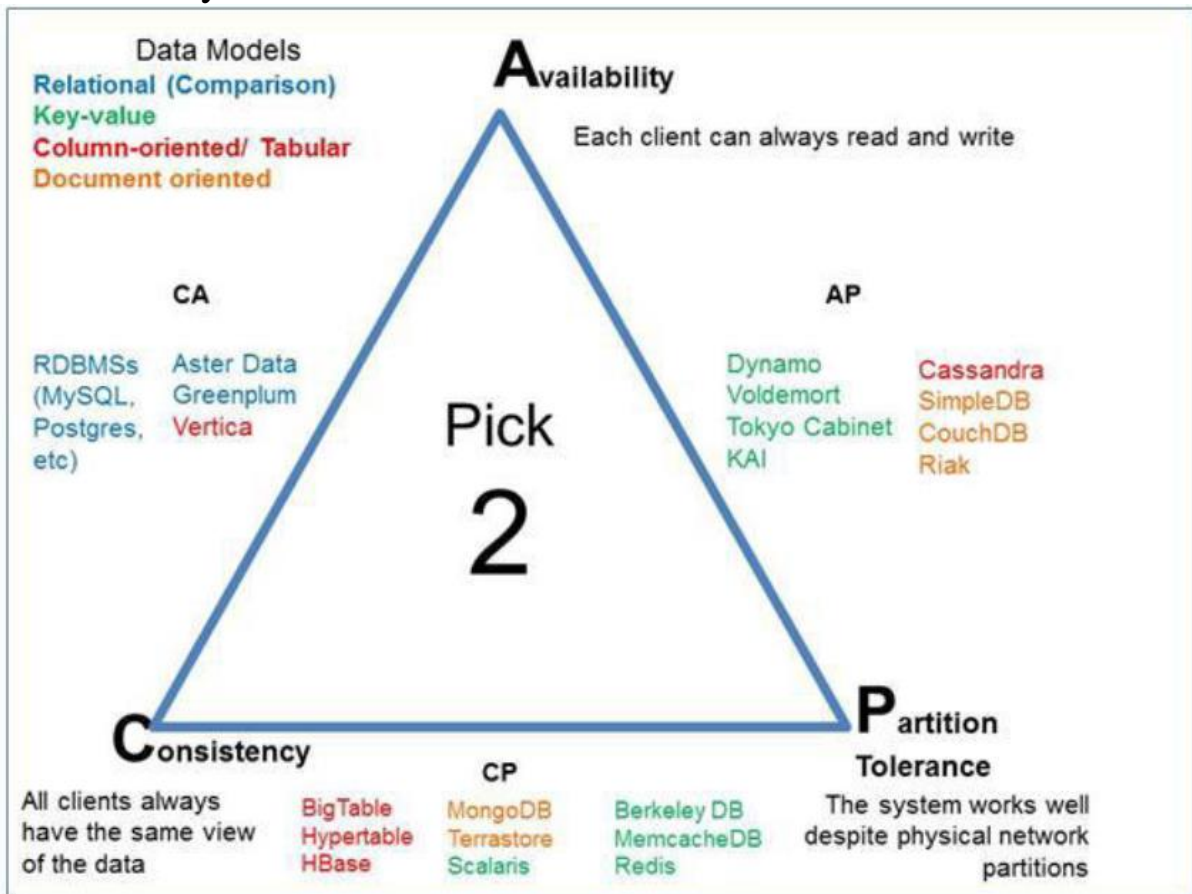 Data Models
Relational (Comparison)
Key-value
Column-oriented/ Tabular
Document oriented
Availability
Each client can always read and write
CA
RDBMSs
(MySQL,
Postgres,
etc)
Aster Data
Greenplum
Vertica
Pick
2
AP
Dynamo
Voldemort
Tokyo Cabinet
KAI
Cassandra
SimpleDB
CouchDB
Riak
Consistency
All clients always
have the same view
of the data
CP
BigTable
Hypertable
HBase
MongoDB
Terrastore
Scalaris
Berkeley DB
MemcacheDB
Redis
Partition
Tolerance
The system works well
despite physical network
partitions